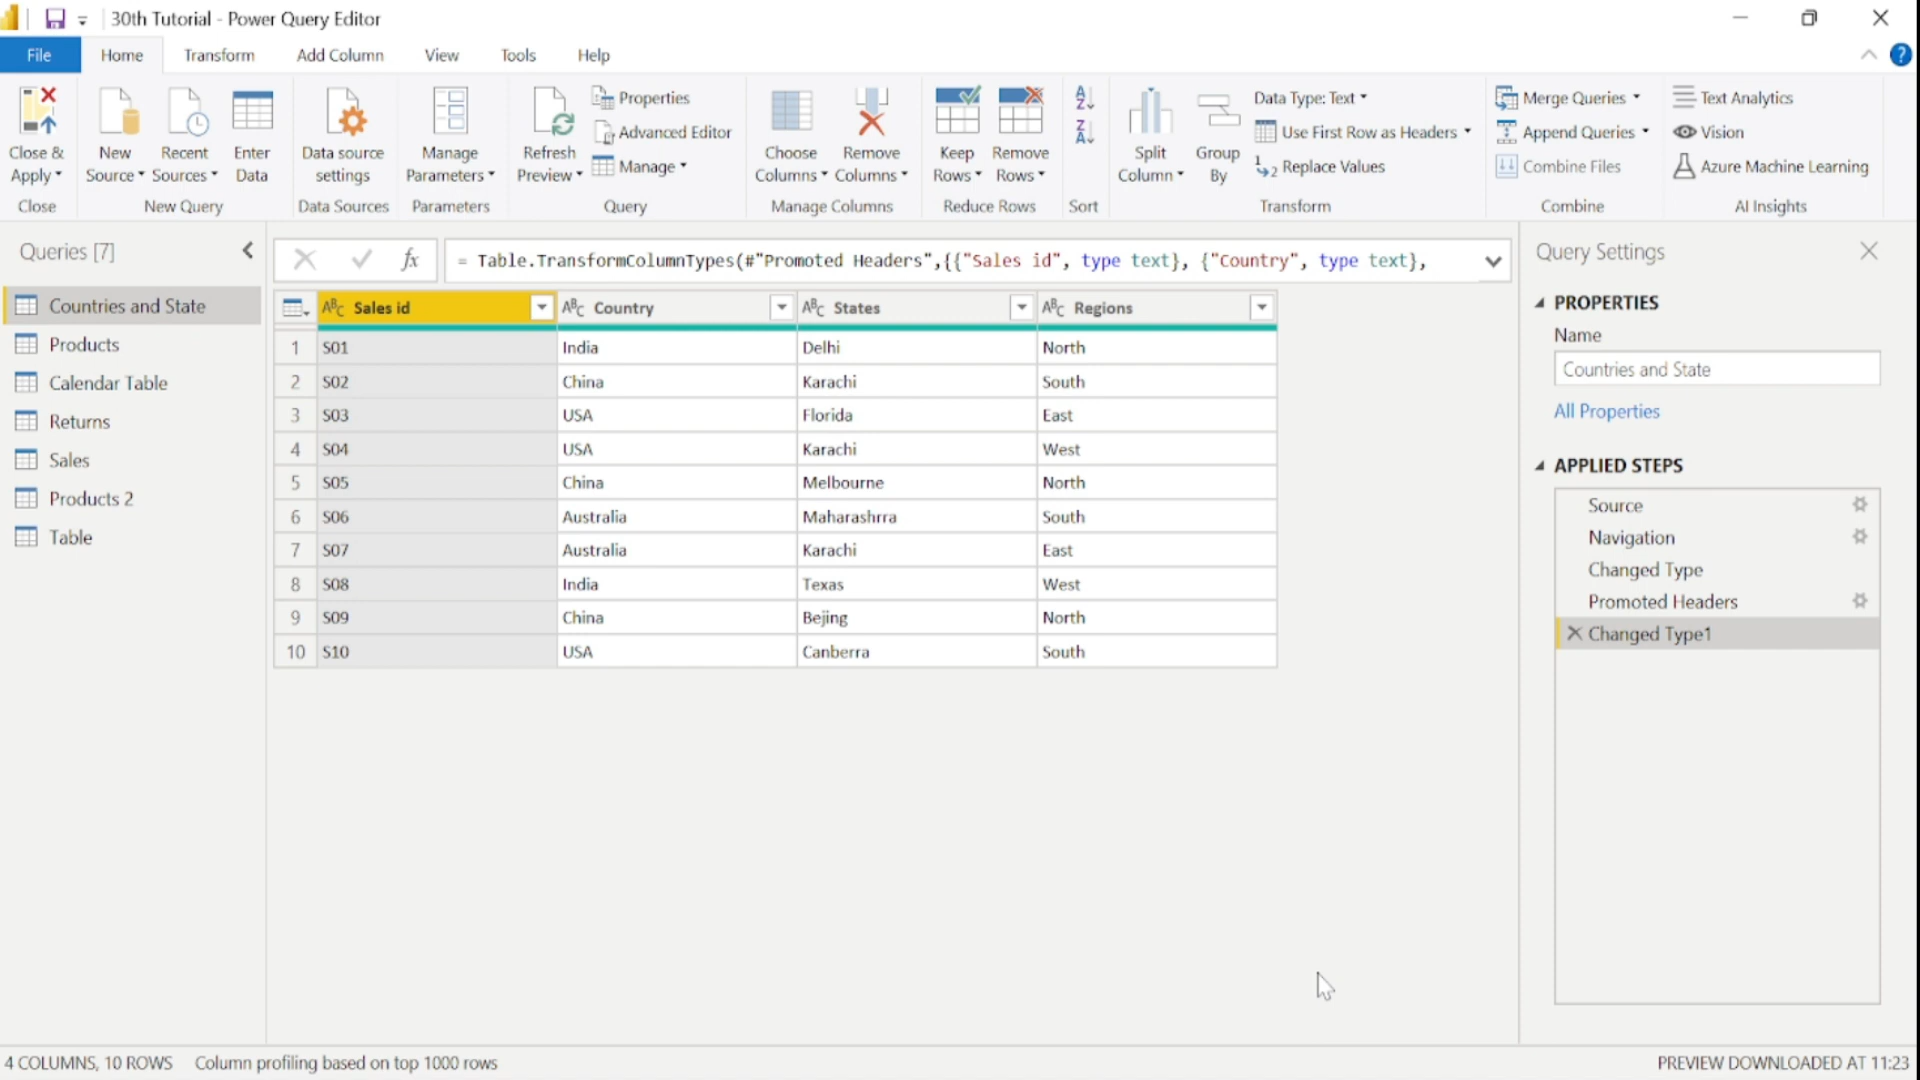 30th Tutorial - Power Query Editor
File Home Transform Add Column View Tools Help
Close & Apply
Close
New Source
Recent Sources
Enter Data
New Query
Data source settings
Data Sources
Manage Parameters
Parameters
Refresh Preview
Properties
Advanced Editor
Manage
Query
Choose Columns
Remove Columns
Manage Columns
Keep Rows
Remove Rows
Reduce Rows
Sort
Split Column
Group By
Data Type: Text
Use First Row as Headers
Replace Values
Transform
Merge Queries
Append Queries
Combine Files
Combine
Text Analytics
Vision
Azure Machine Learning
AI Insights
Queries [7]
Countries and State
Products
Calendar Table
Returns
Sales
Products 2
Table
fx = Table.TransformColumnTypes(#"Promoted Headers",{{"Sales id", type text}, {"Country", type text},
ABC Sales id ABC Country ABC States ABC Regions
1 S01 India Delhi North
2 S02 China Karachi South
3 S03 USA Florida East
4 S04 USA Karachi West
5 S05 China Melbourne North
6 S06 Australia Maharashrra South
7 S07 Australia Karachi East
8 S08 India Texas West
9 S09 China Bejing North
10 S10 USA Canberra South
Query Settings
PROPERTIES
Name
Countries and State
All Properties
APPLIED STEPS
Source
Navigation
Changed Type
Promoted Headers
Changed Type1
4 COLUMNS, 10 ROWS Column profiling based on top 1000 rows
PREVIEW DOWNLOADED AT 11:23